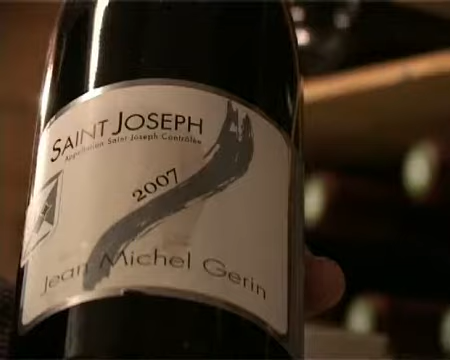 SAINT JOSEPH
Appellation Saint Joseph Contrôlée
2007
Jean Michel Gerin